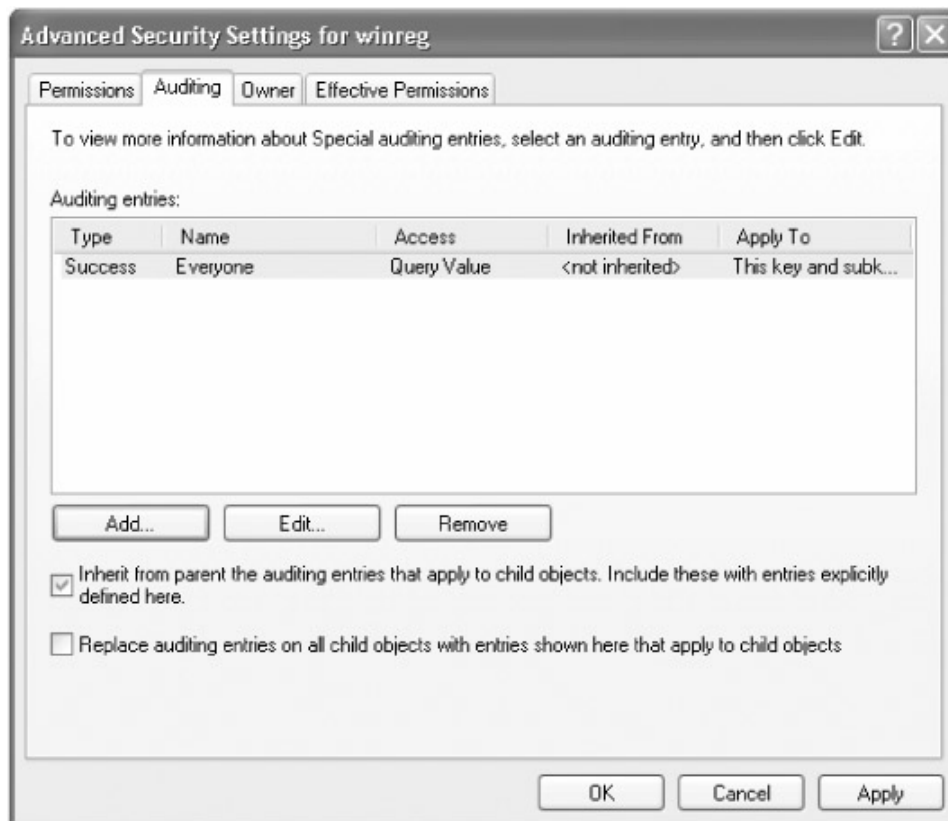 Advanced Security Settings for winreg
Permissions Auditing Owner Effective Permissions
To view more information about Special auditing entries, select an auditing entry, and then click Edit.
Auditing entries:
Type Name Access Inherited From Apply To
Success Everyone Query Value <not inherited> This key and subk...
Add... Edit... Remove
Inherit from parent the auditing entries that apply to child objects. Include these with entries explicitly
defined here.
Replace auditing entries on all child objects with entries shown here that apply to child objects
OK Cancel Apply